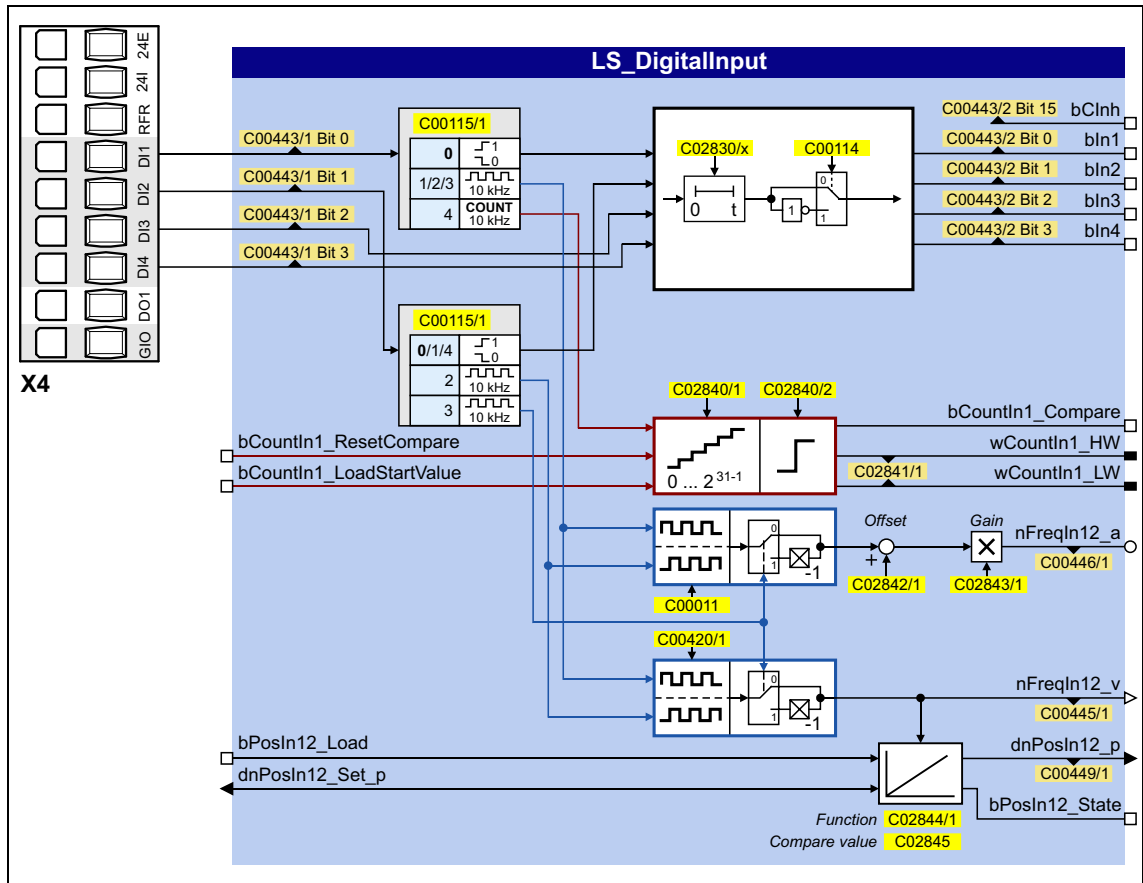 LS_DigitalInput
24E
24I
RFR
DI1
DI2
DI3
DI4
DO1
GIO
X4
C00443/1 Bit 0
C00443/1 Bit 1
C00443/1 Bit 2
C00443/1 Bit 3
C00115/1
0 1 0
1/2/3 10 kHz
4 COUNT 10 kHz
C00115/1
0/1/4 1 0
2 10 kHz
3 10 kHz
C02830/x C00114
0 t
1
0
1
C00443/2 Bit 15 bCInh
C00443/2 Bit 0 bIn1
C00443/2 Bit 1 bIn2
C00443/2 Bit 2 bIn3
C00443/2 Bit 3 bIn4
C02840/1 C02840/2
bCountIn1_ResetCompare
bCountIn1_LoadStartValue
0 ... 2 31-1
bCountIn1_Compare
wCountIn1_HW
C02841/1
wCountIn1_LW
0
1
-1
C00011
Offset
+
C02842/1
Gain
C02843/1
nFreqIn12_a
C00446/1
C00420/1
0
1
-1
nFreqIn12_v
C00445/1
bPosIn12_Load
dnPosIn12_Set_p
dnPosIn12_p
C00449/1
bPosIn12_State
Function C02844/1
Compare value C02845